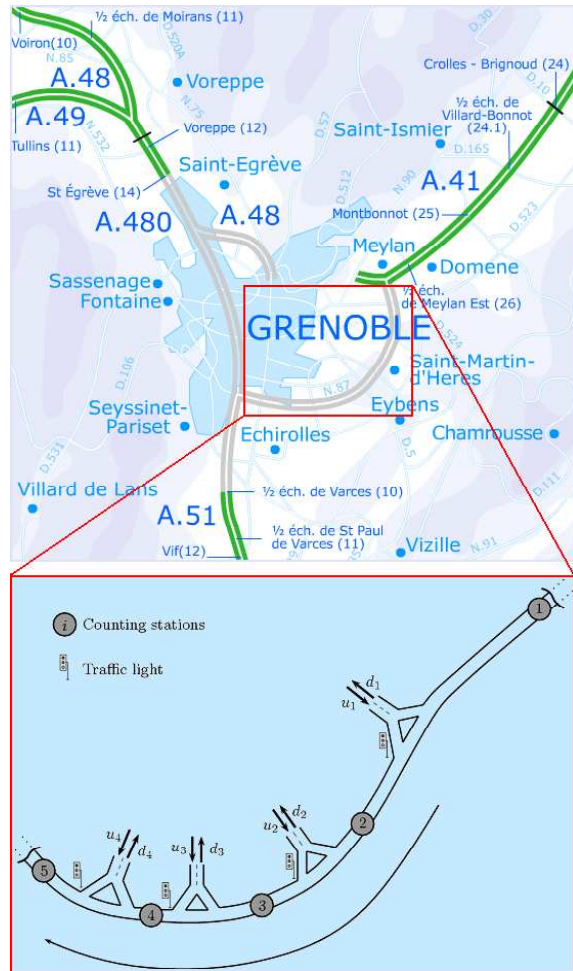 ½ éch. de Moirans (11)
Voiron(10)
N.85
D.520A
D.30
A.48
Voreppe
Crolles - Brignoud (24)
D.10
N.75
A.49
D.57
½ éch. de
Villard-Bonnot
(24.1)
Voreppe (12)
Tullins (11)
N.532
Saint-Ismier
D.165
Saint-Egrève
D.512
N.90
A.41
St Égrève (14)
A.48
D.523
A.480
Montbonnot (25)
Meylan
Domene
Sassenage
Fontaine
½ éch.
de Meylan Est (26)
GRENOBLE
D.524
D.106
Saint-Martin-
d'Hères
N.87
Seyssinet-
Pariset
Eybens
Echirolles
Chamrousse
D.5
D.531
D.111
Villard de Lans
½ éch. de Varces (10)
A.51
½ éch. de St Paul
de Varces (11)
N.91
Vif(12)
Vizille
1
i Counting stations
Traffic light
d1
u1
d2
u2
2
u4
d4
u3
d3
5
4
3